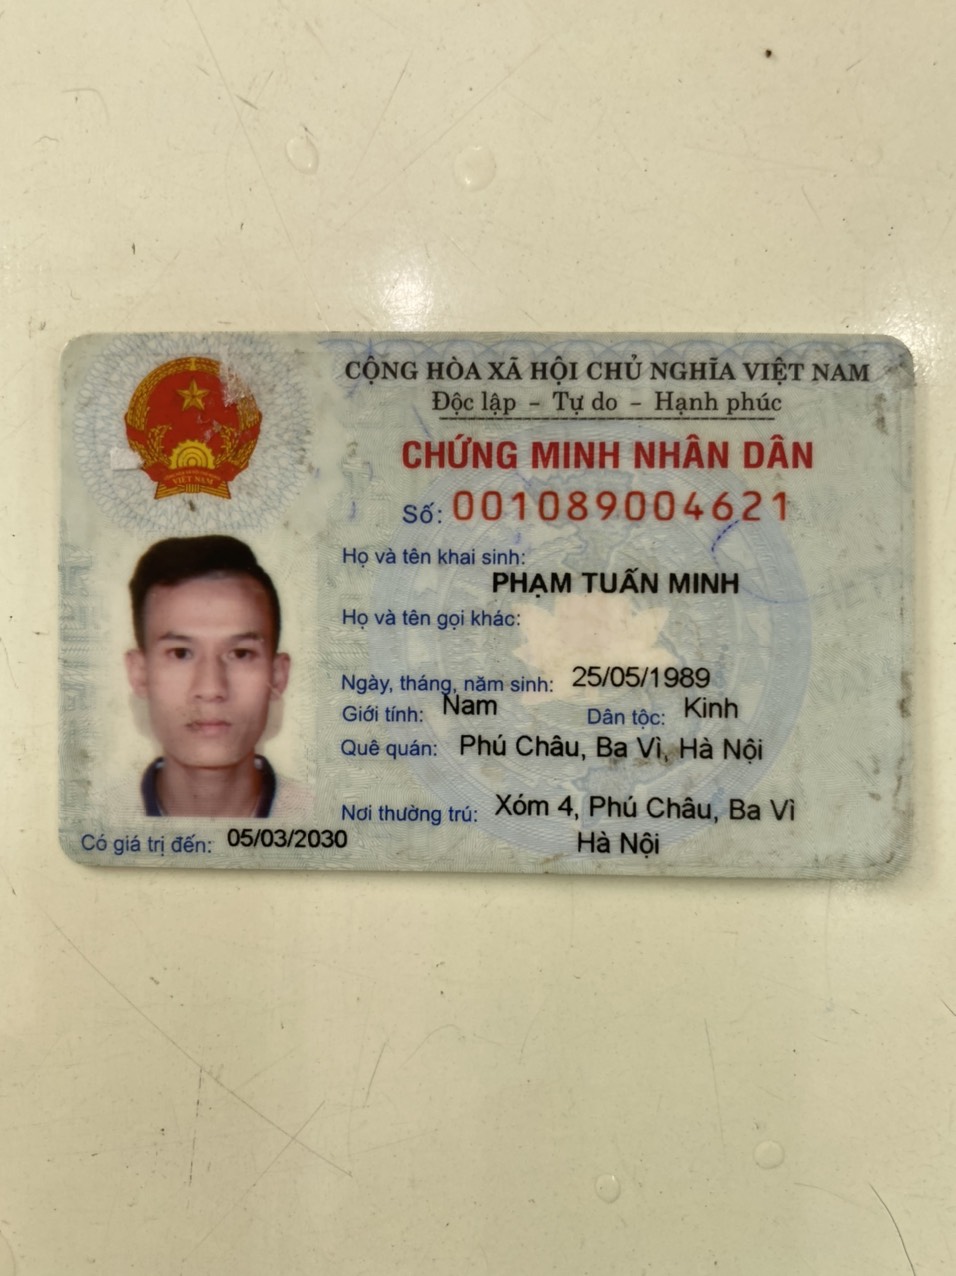 CỘNG HÒA XÃ HỘI CHỦ NGHĨA VIỆT NAM
Độc lập - Tự do - Hạnh phúc
CHỨNG MINH NHÂN DÂN
Số: 001089004621
Họ và tên khai sinh:
PHẠM TUẤN MINH
Họ và tên gọi khác:
Ngày, tháng, năm sinh: 25/05/1989
Giới tính: Nam Dân tộc: Kinh
Quê quán: Phú Châu, Ba Vì, Hà Nội
Nơi thường trú: Xóm 4, Phú Châu, Ba Vì
Hà Nội
Có giá trị đến: 05/03/2030
VIỆT NAM